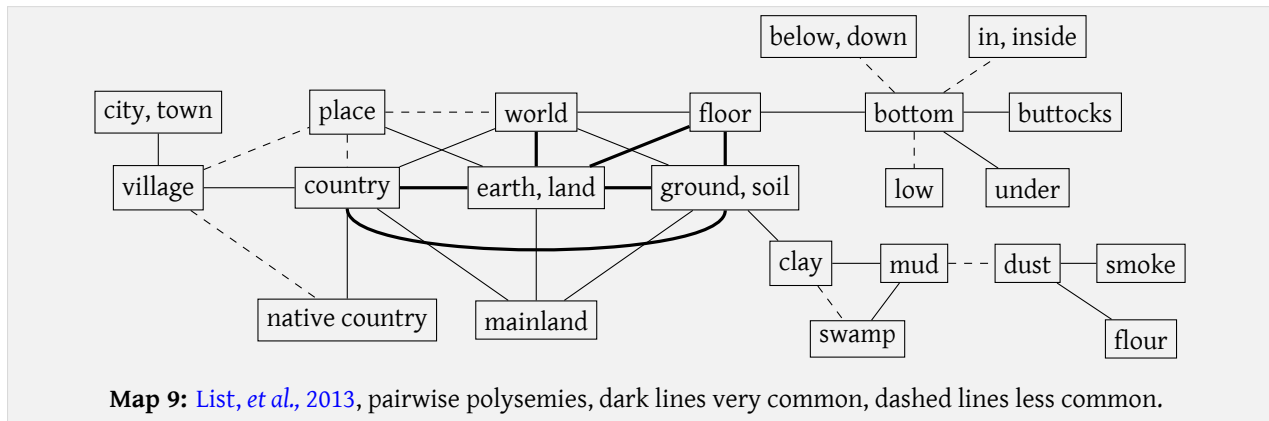 below, down
in, inside
city, town
place
world
floor
bottom
buttocks
village
country
earth, land
ground, soil
low
under
clay
mud
dust
smoke
native country
mainland
swamp
flour
Map 9: List, et al., 2013, pairwise polysemies, dark lines very common, dashed lines less common.